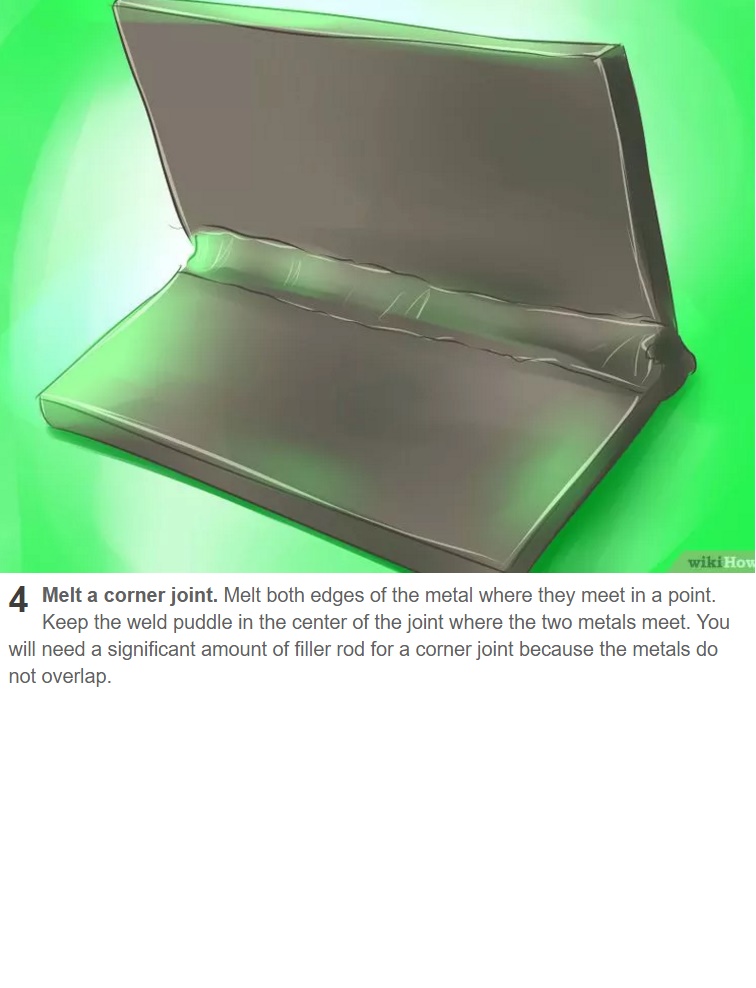 wikiHow
4 Melt a corner joint. Melt both edges of the metal where they meet in a point.
Keep the weld puddle in the center of the joint where the two metals meet. You
will need a significant amount of filler rod for a corner joint because the metals do
not overlap.